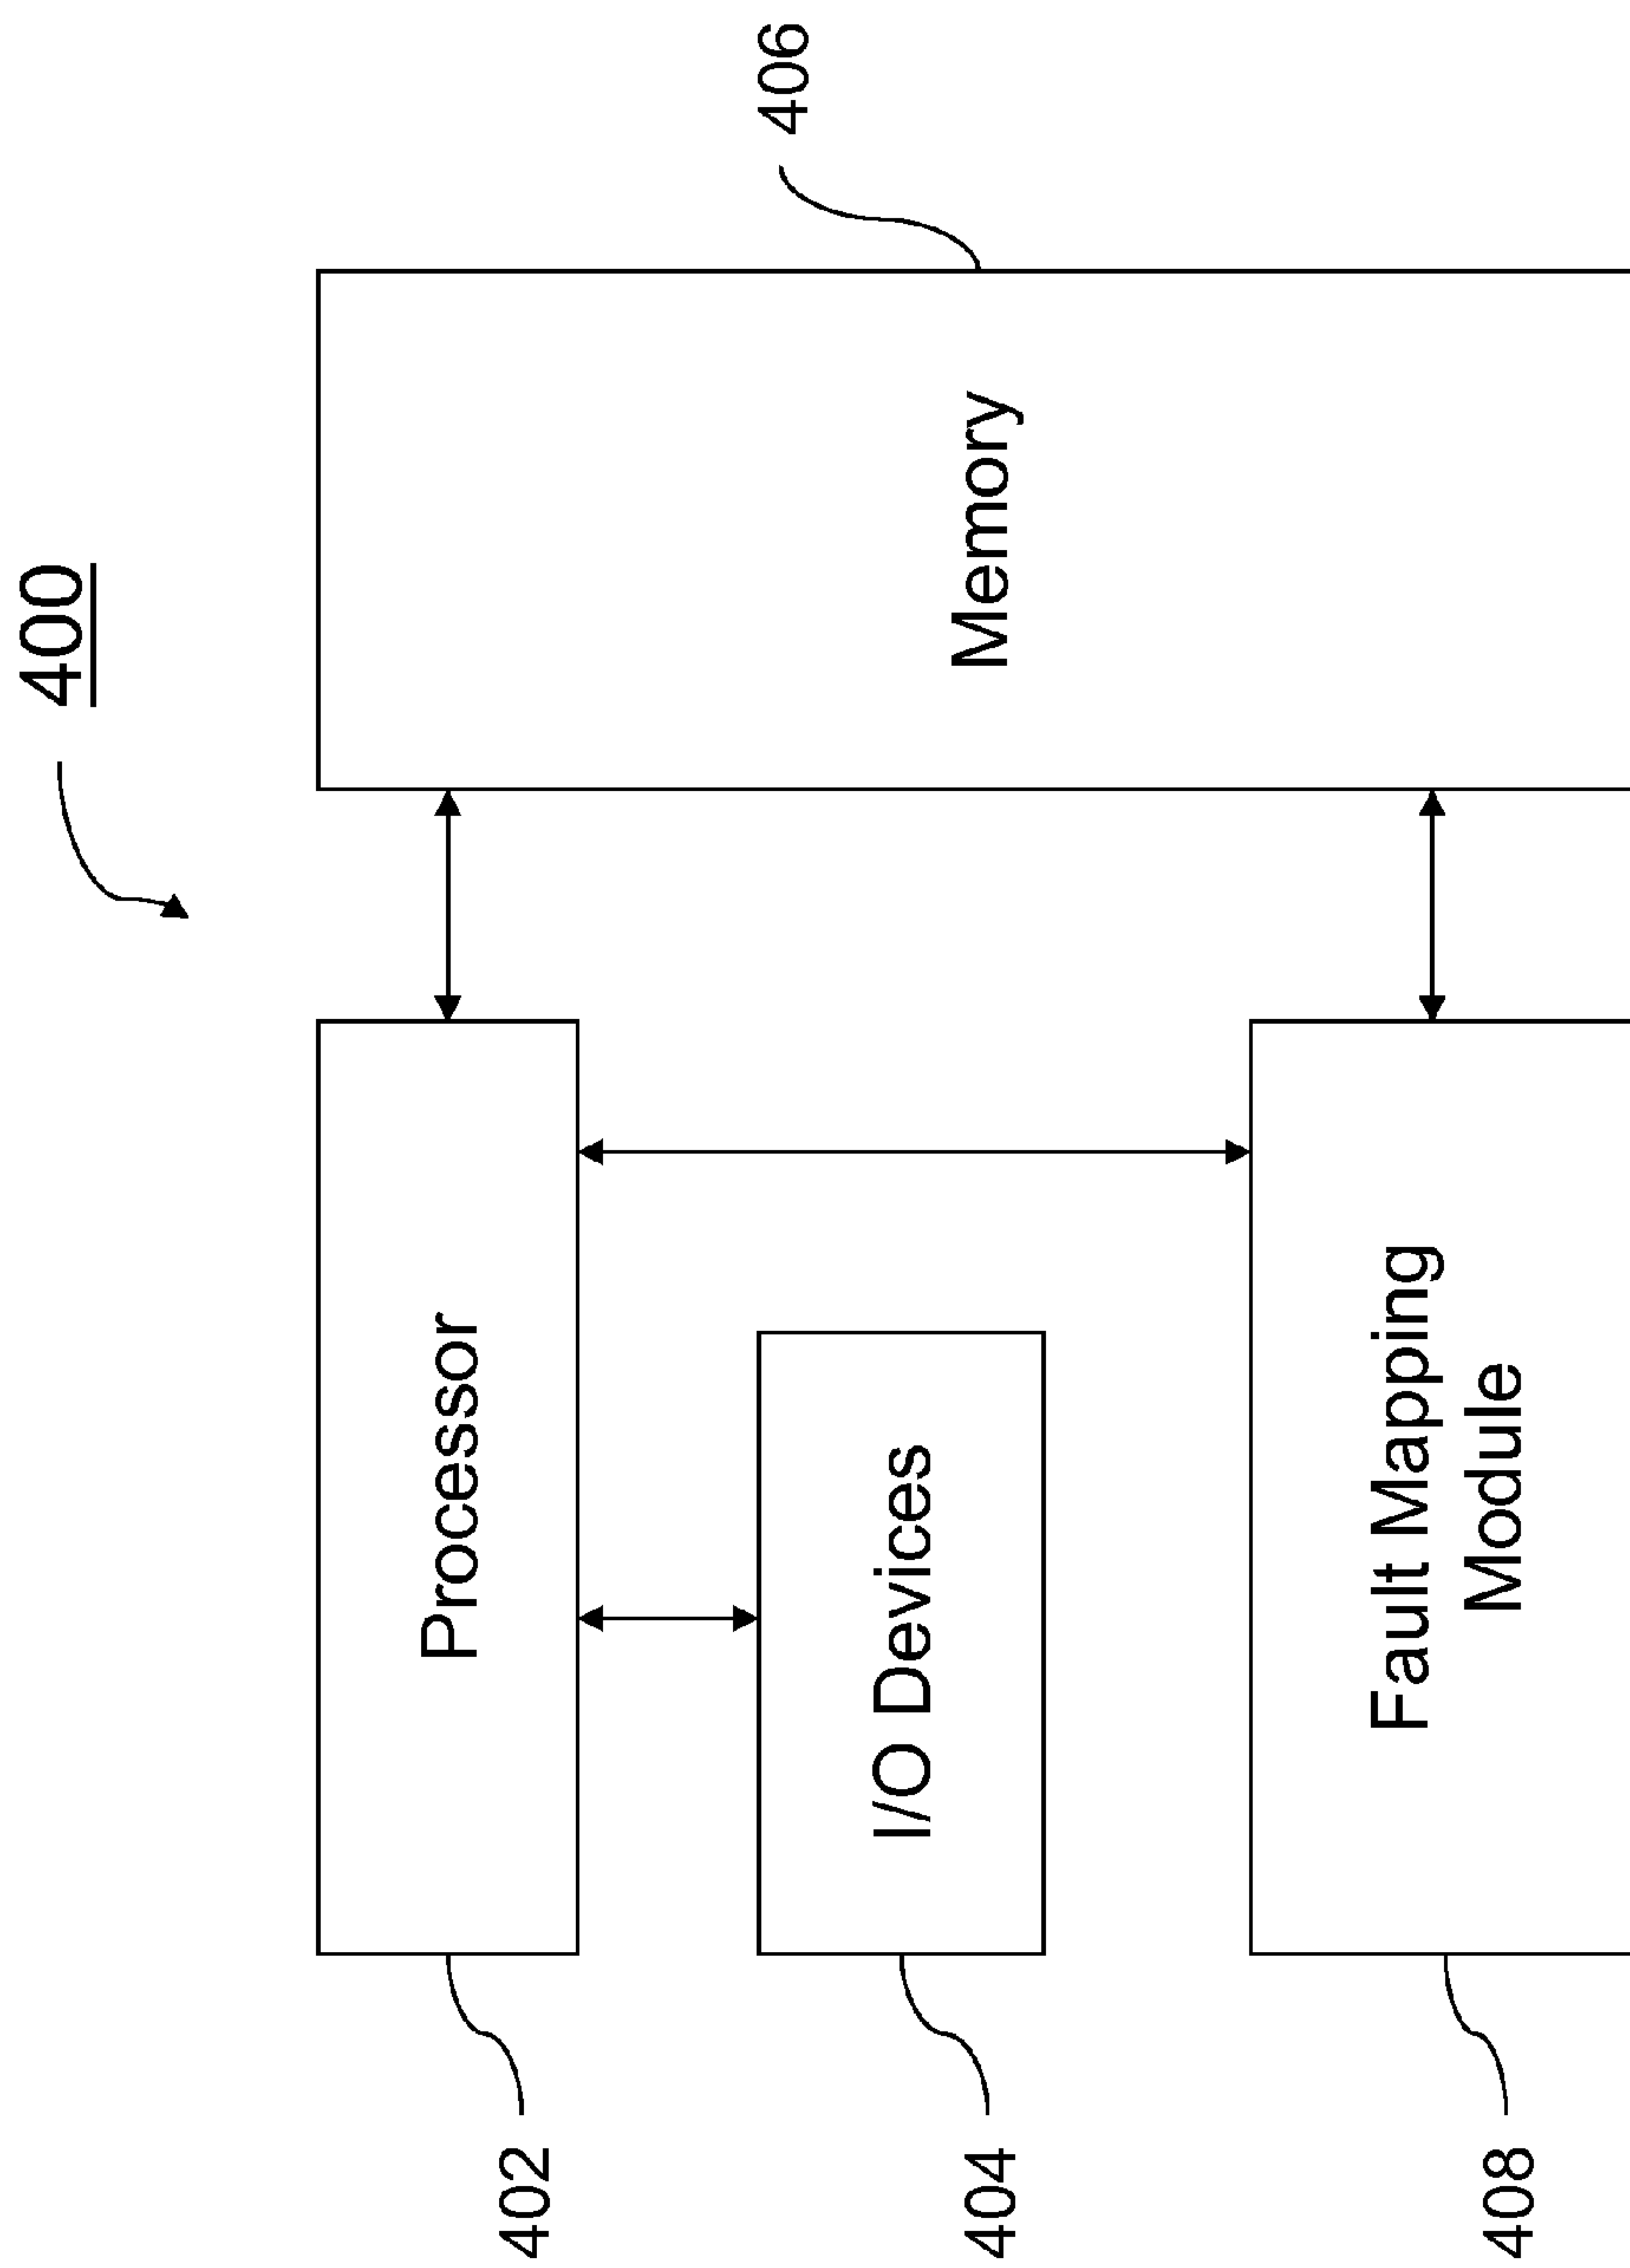 400
402
Processor
404
I/O Devices
406
Memory
408
Fault Mapping
Module